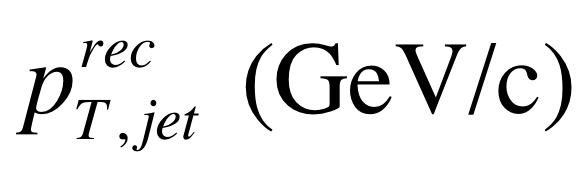 p_{T, jet}^{rec} (GeV/c)